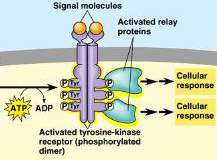 Signal molecules
Activated relay
proteins
P Tyr Tyr P
P Tyr Tyr P
P Tyr Tyr P
Cellular
response
Cellular
response
ATP ADP
Activated tyrosine-kinase
receptor (phosphorylated
dimer)